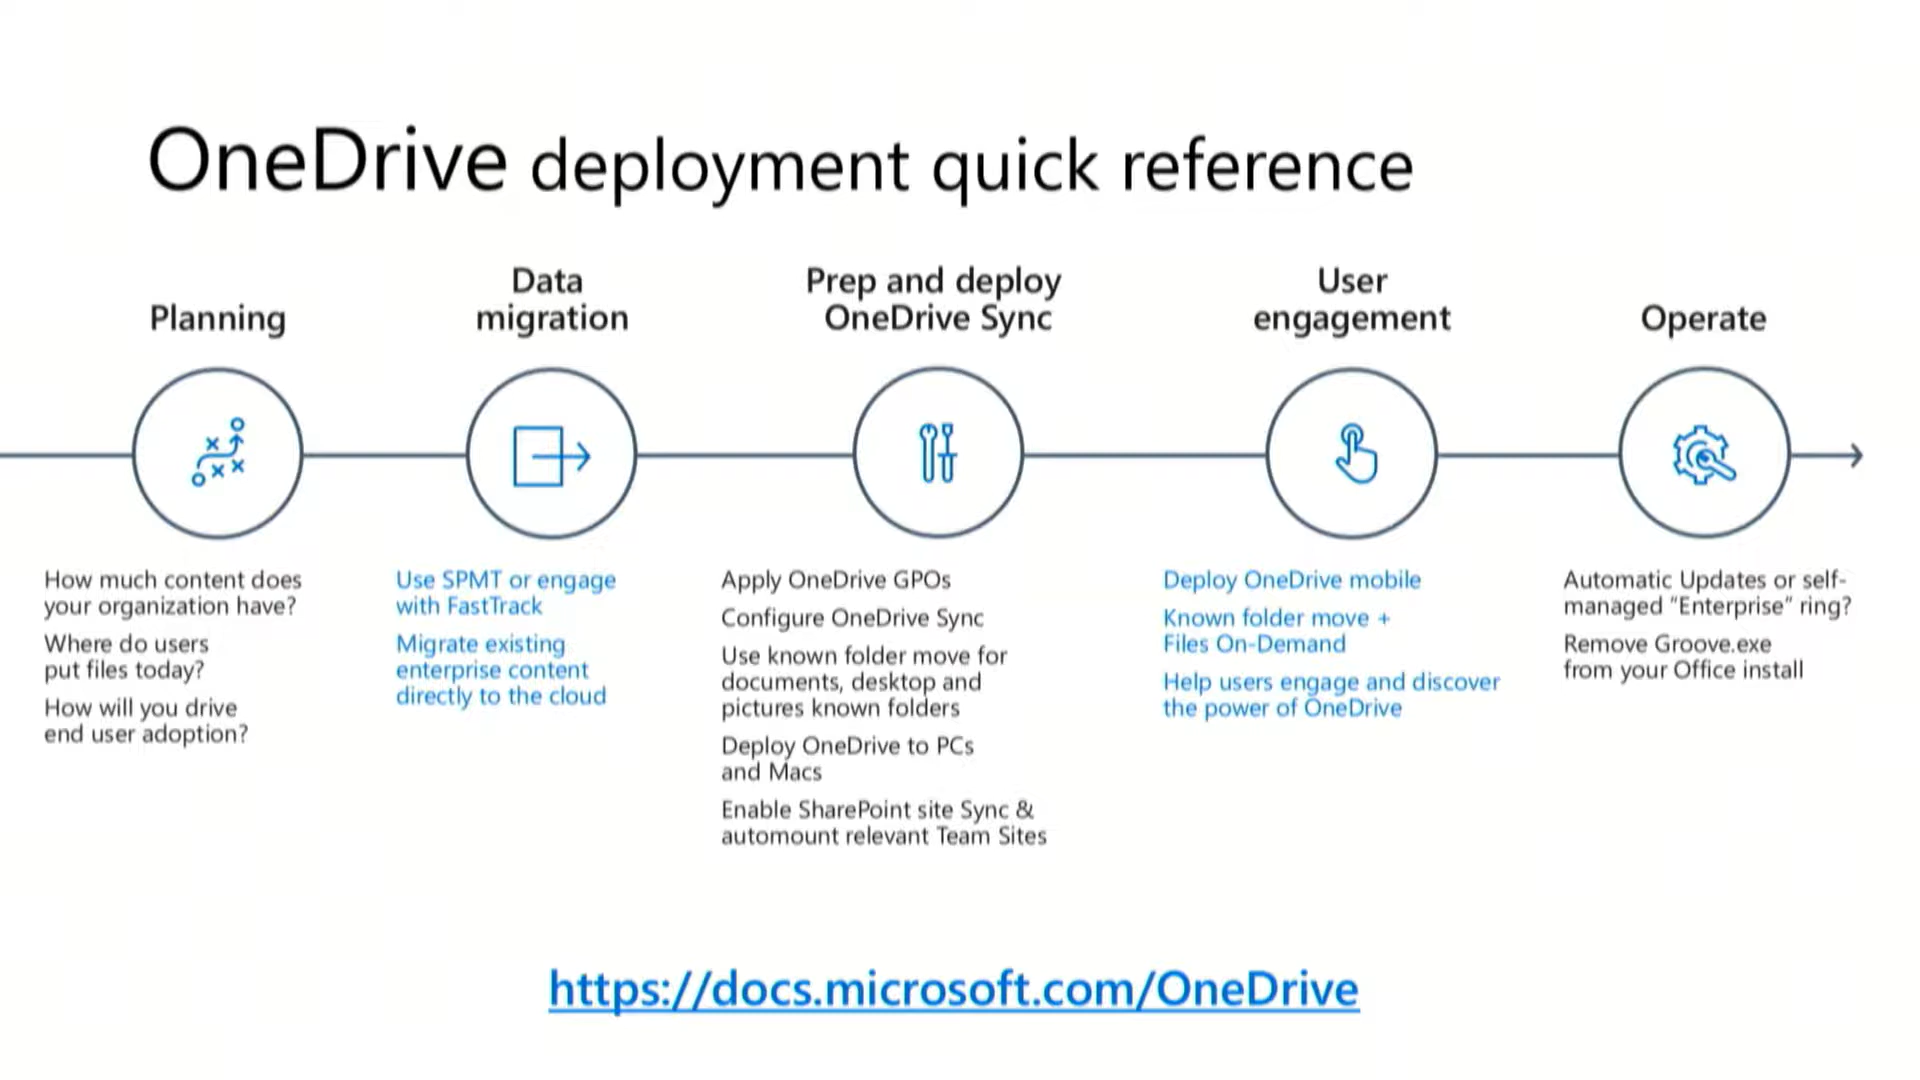 OneDrive deployment quick reference
Planning
Data
migration
Prep and deploy
OneDrive Sync
User
engagement
Operate
How much content does
your organization have?
Where do users
put files today?
How will you drive
end user adoption?
Use SPMT or engage
with FastTrack
Migrate existing
enterprise content
directly to the cloud
Apply OneDrive GPOs
Configure OneDrive Sync
Use known folder move for
documents, desktop and
pictures known folders
Deploy OneDrive to PCs
and Macs
Enable SharePoint site Sync &
automount relevant Team Sites
Deploy OneDrive mobile
Known folder move +
Files On-Demand
Help users engage and discover
the power of OneDrive
Automatic Updates or self-
managed “Enterprise” ring?
Remove Groove.exe
from your Office install
https://docs.microsoft.com/OneDrive